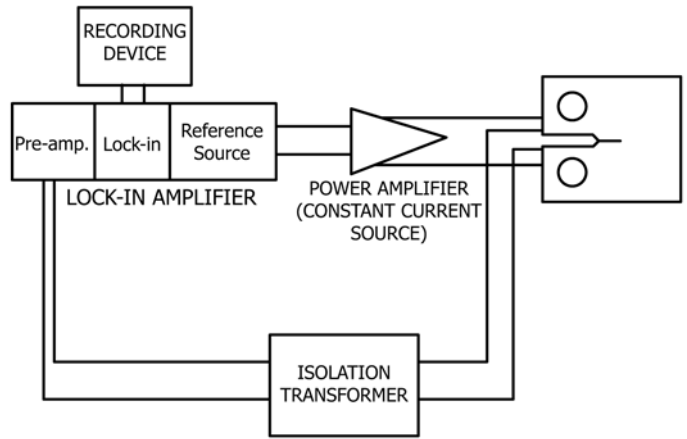 RECORDING
DEVICE
Pre-amp.
Lock-in
Reference
Source
LOCK-IN AMPLIFIER
POWER AMPLIFIER
(CONSTANT CURRENT
SOURCE)
ISOLATION
TRANSFORMER